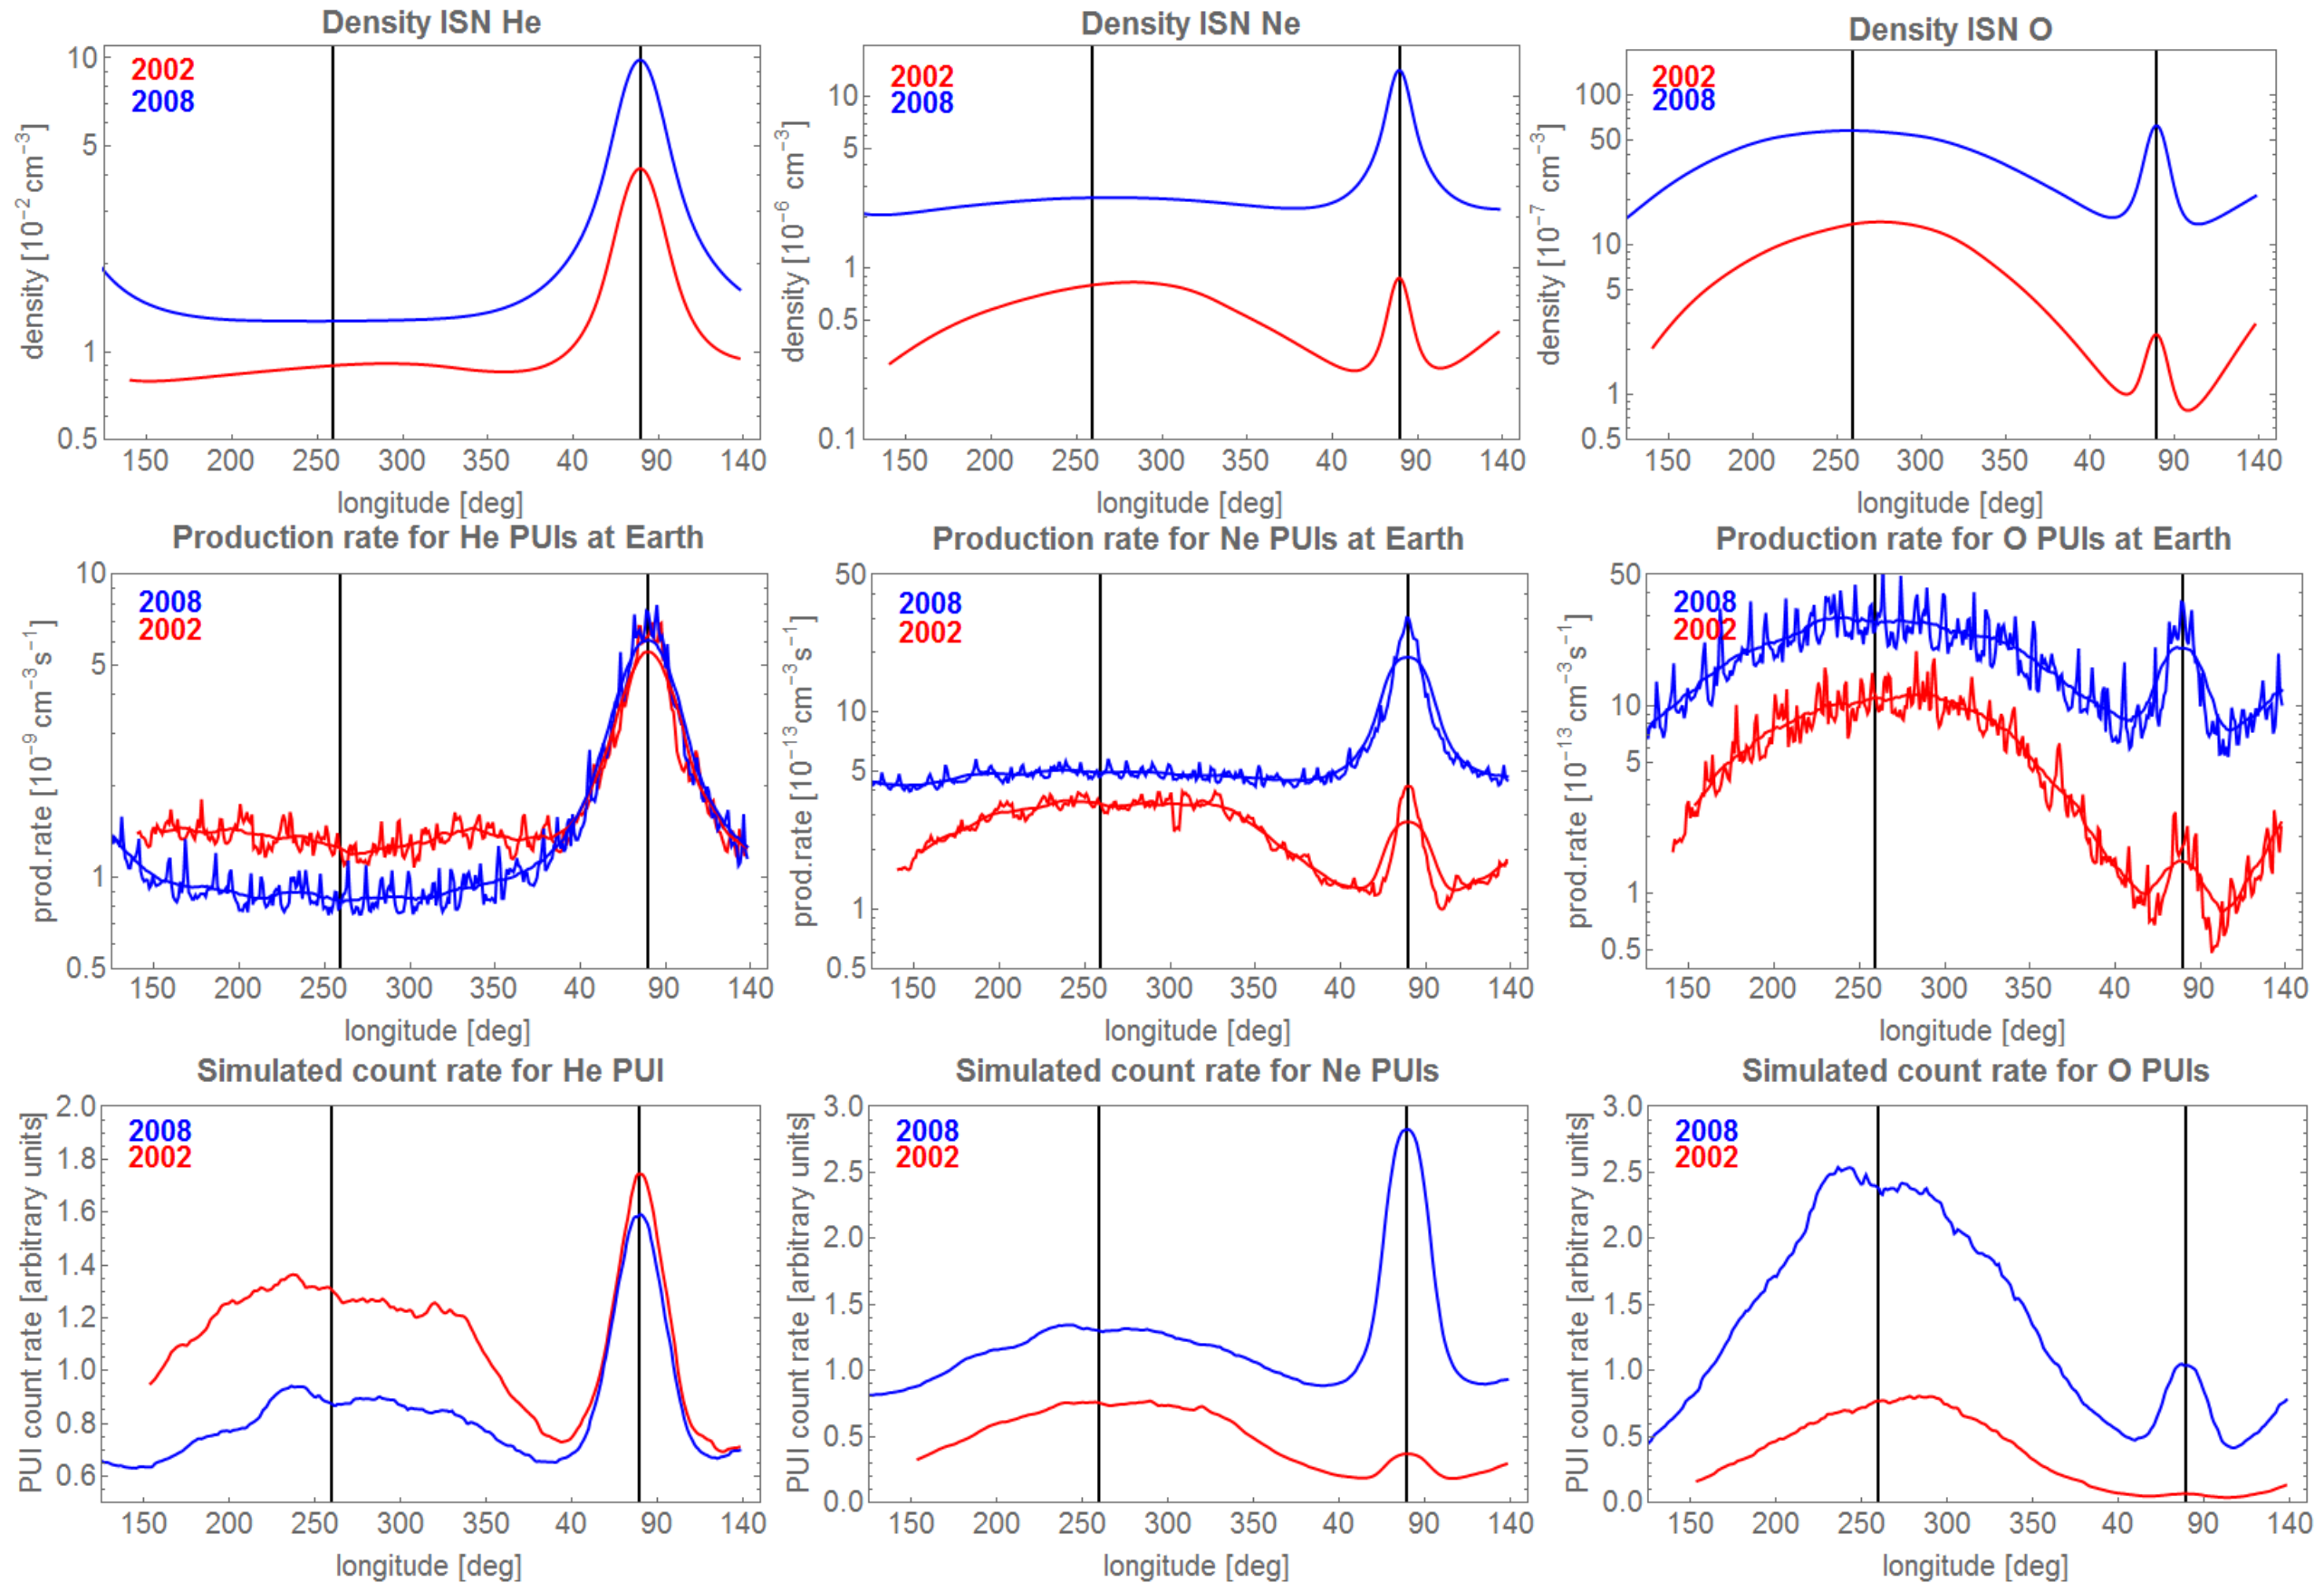 Density ISN He
2002
2008
density [10⁻² cm⁻³]
10
5
1
0.5
150 200 250 300 350 40 90 140
longitude [deg]
Density ISN Ne
2002
2008
density [10⁻⁶ cm⁻³]
10
5
1
0.5
0.1
150 200 250 300 350 40 90 140
longitude [deg]
Density ISN O
2002
2008
density [10⁻⁷ cm⁻³]
100
50
10
5
1
0.5
150 200 250 300 350 40 90 140
longitude [deg]
Production rate for He PUIs at Earth
2008
2002
prod.rate [10⁻⁹ cm⁻³s⁻¹]
10
5
1
0.5
150 200 250 300 350 40 90 140
longitude [deg]
Production rate for Ne PUIs at Earth
2008
2002
prod.rate [10⁻¹³ cm⁻³s⁻¹]
50
10
5
1
0.5
150 200 250 300 350 40 90 140
longitude [deg]
Production rate for O PUIs at Earth
2008
2002
prod.rate [10⁻¹³ cm⁻³s⁻¹]
50
10
5
1
0.5
150 200 250 300 350 40 90 140
longitude [deg]
Simulated count rate for He PUI
2008
2002
PUI count rate [arbitrary units]
2.0
1.8
1.6
1.4
1.2
1.0
0.8
0.6
150 200 250 300 350 40 90 140
longitude [deg]
Simulated count rate for Ne PUIs
2008
2002
PUI count rate [arbitrary units]
3.0
2.5
2.0
1.5
1.0
0.5
0.0
150 200 250 300 350 40 90 140
longitude [deg]
Simulated count rate for O PUIs
2008
2002
PUI count rate [arbitrary units]
3.0
2.5
2.0
1.5
1.0
0.5
0.0
150 200 250 300 350 40 90 140
longitude [deg]